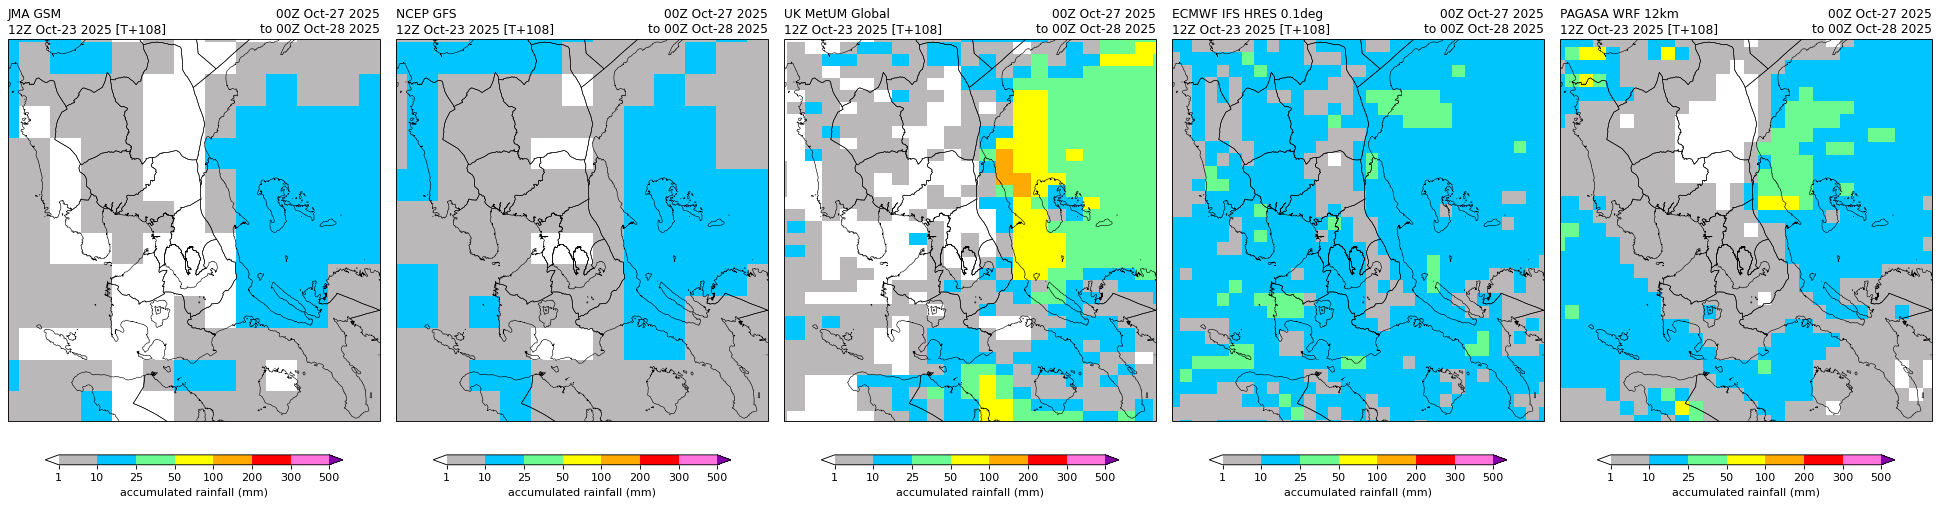 JMA GSM 00Z Oct-27 2025
12Z Oct-23 2025 [T+108] to 00Z Oct-28 2025
1 10 25 50 100 200 300 500
accumulated rainfall (mm)
NCEP GFS 00Z Oct-27 2025
12Z Oct-23 2025 [T+108] to 00Z Oct-28 2025
1 10 25 50 100 200 300 500
accumulated rainfall (mm)
UK MetUM Global 00Z Oct-27 2025
12Z Oct-23 2025 [T+108] to 00Z Oct-28 2025
1 10 25 50 100 200 300 500
accumulated rainfall (mm)
ECMWF IFS HRES 0.1deg 00Z Oct-27 2025
12Z Oct-23 2025 [T+108] to 00Z Oct-28 2025
1 10 25 50 100 200 300 500
accumulated rainfall (mm)
PAGASA WRF 12km 00Z Oct-27 2025
12Z Oct-23 2025 [T+108] to 00Z Oct-28 2025
1 10 25 50 100 200 300 500
accumulated rainfall (mm)